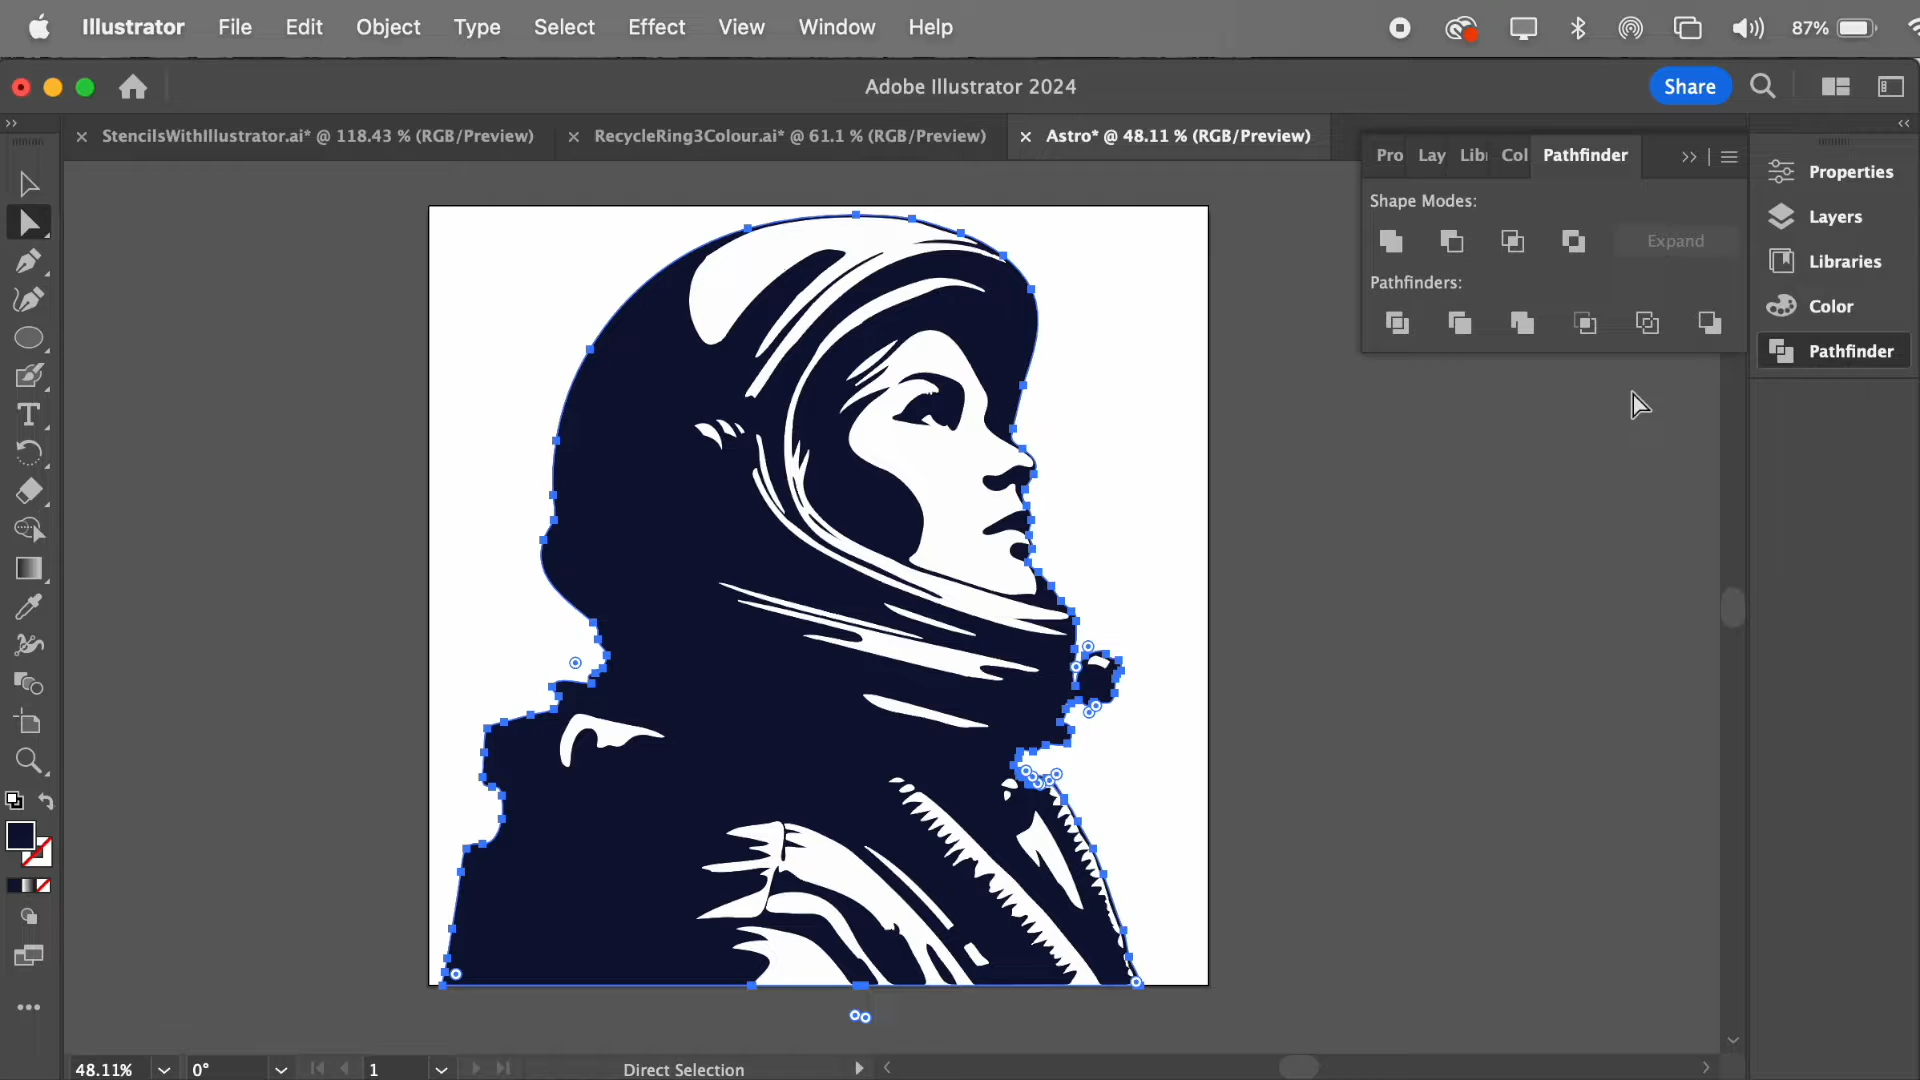 Illustrator File Edit Object Type Select Effect View Window Help 87%
Adobe Illustrator 2024 Share
StencilsWithIllustrator.ai* @ 118.43 % (RGB/Preview) RecycleRing3Colour.ai* @ 61.1 % (RGB/Preview) Astro* @ 48.11 % (RGB/Preview)
Pro Lay Lib Col Pathfinder
Shape Modes:
Expand
Pathfinders:
Properties
Layers
Libraries
Color
Pathfinder
48.11% 0° 1 Direct Selection